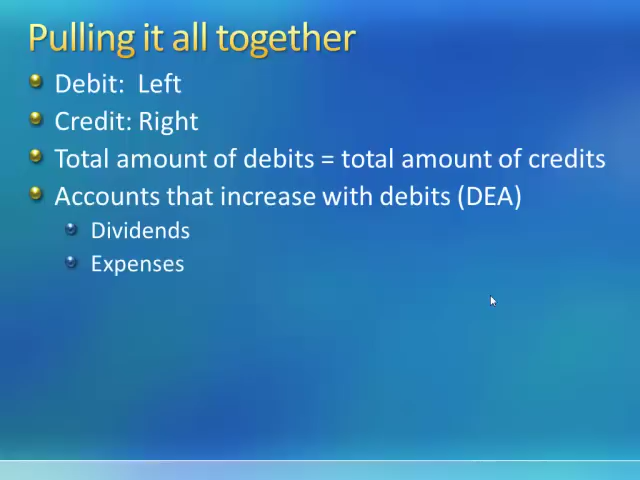 Pulling it all together
Debit: Left
Credit: Right
Total amount of debits = total amount of credits
Accounts that increase with debits (DEA)
Dividends
Expenses